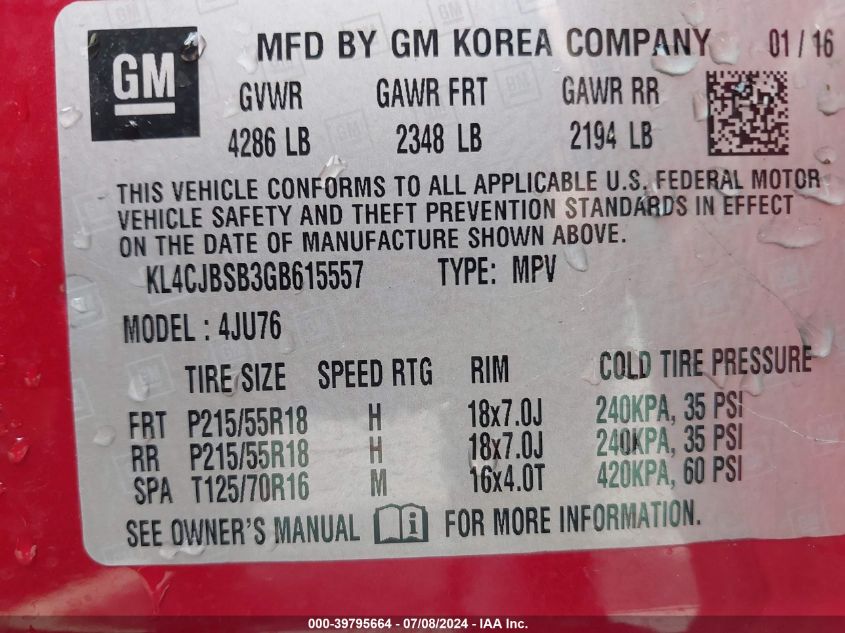 GM
MFD BY GM KOREA COMPANY 01 / 16
GVWR GAWR FRT GAWR RR
4286 LB 2348 LB 2194 LB
THIS VEHICLE CONFORMS TO ALL APPLICABLE U.S. FEDERAL MOTOR
VEHICLE SAFETY AND THEFT PREVENTION STANDARDS IN EFFECT
ON THE DATE OF MANUFACTURE SHOWN ABOVE.
KL4CJBSB3GB615557 TYPE: MPV
MODEL : 4JU76
TIRE SIZE SPEED RTG RIM COLD TIRE PRESSURE
FRT P215/55R18 H 18x7.0J 240KPA, 35 PSI
RR P215/55R18 H 18x7.0J 240KPA, 35 PSI
SPA T125/70R16 M 16x4.0T 420KPA, 60 PSI
SEE OWNER'S MANUAL i FOR MORE INFORMATION.
000-39795664 - 07/08/2024 - IAA Inc.